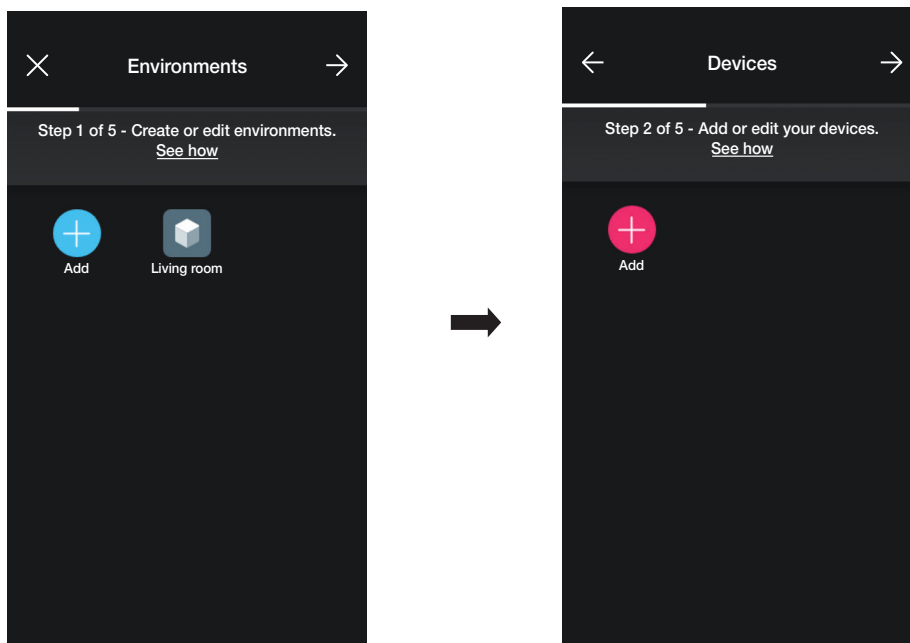 Environments
Step 1 of 5 - Create or edit environments.
See how
Add
Living room
Devices
Step 2 of 5 - Add or edit your devices.
See how
Add